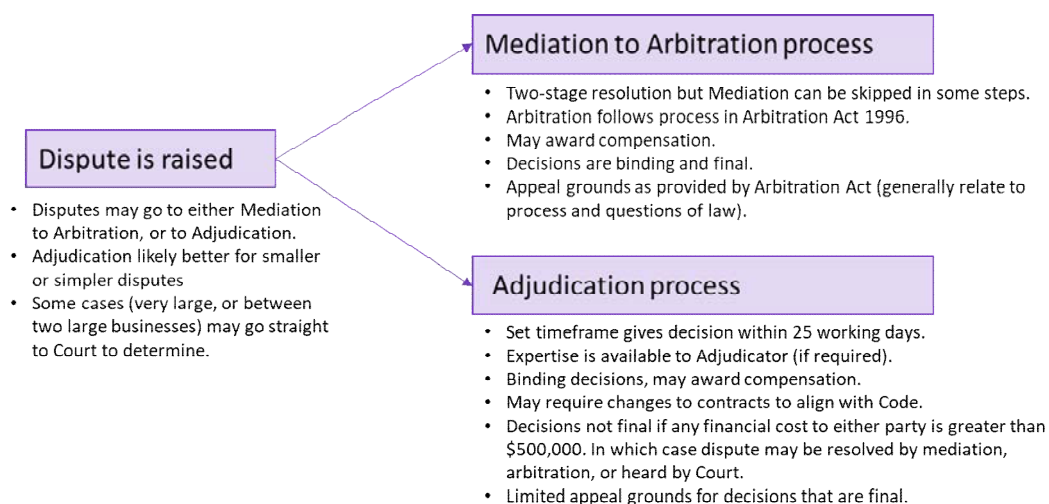 Dispute is raised
• Disputes may go to either Mediation
to Arbitration, or to Adjudication.
• Adjudication likely better for smaller
or simpler disputes
• Some cases (very large, or between
two large businesses) may go straight
to Court to determine.
Mediation to Arbitration process
• Two-stage resolution but Mediation can be skipped in some steps.
• Arbitration follows process in Arbitration Act 1996.
• May award compensation.
• Decisions are binding and final.
• Appeal grounds as provided by Arbitration Act (generally relate to
process and questions of law).
Adjudication process
• Set timeframe gives decision within 25 working days.
• Expertise is available to Adjudicator (if required).
• Binding decisions, may award compensation.
• May require changes to contracts to align with Code.
• Decisions not final if any financial cost to either party is greater than
$500,000. In which case dispute may be resolved by mediation,
arbitration, or heard by Court.
• Limited appeal grounds for decisions that are final.